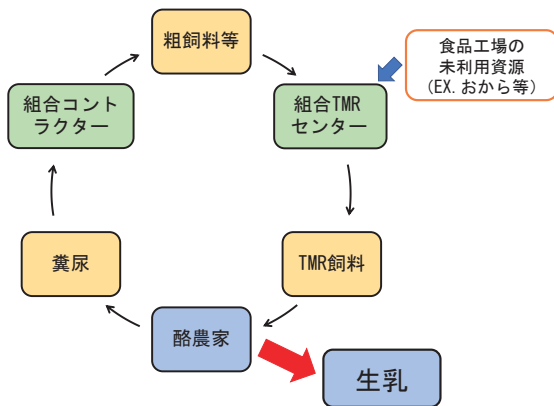 粗飼料等
食品工場の
未利用資源
（EX. おから等）
組合コント
ラクター
組合TMR
センター
糞尿
TMR飼料
酪農家
生乳